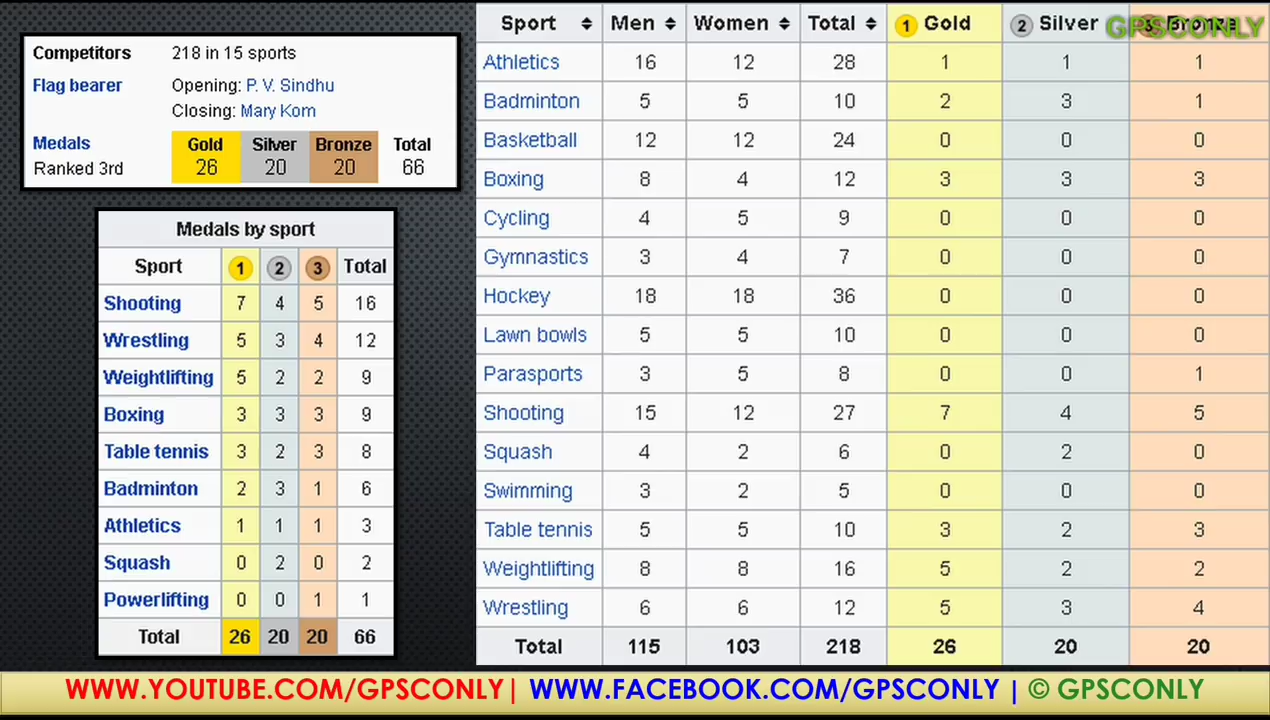 Competitors 218 in 15 sports
Flag bearer Opening: P. V. Sindhu
Closing: Mary Kom
Medals Gold Silver Bronze Total
Ranked 3rd 26 20 20 66
Medals by sport
Sport 1 2 3 Total
Shooting 7 4 5 16
Wrestling 5 3 4 12
Weightlifting 5 2 2 9
Boxing 3 3 3 9
Table tennis 3 2 3 8
Badminton 2 3 1 6
Athletics 1 1 1 3
Squash 0 2 0 2
Powerlifting 0 0 1 1
Total 26 20 20 66
Sport Men Women Total 1 Gold 2 Silver 3 Bronze
GPSCONLY
Athletics 16 12 28 1 1 1
Badminton 5 5 10 2 3 1
Basketball 12 12 24 0 0 0
Boxing 8 4 12 3 3 3
Cycling 4 5 9 0 0 0
Gymnastics 3 4 7 0 0 0
Hockey 18 18 36 0 0 0
Lawn bowls 5 5 10 0 0 0
Parasports 3 5 8 0 0 1
Shooting 15 12 27 7 4 5
Squash 4 2 6 0 2 0
Swimming 3 2 5 0 0 0
Table tennis 5 5 10 3 2 3
Weightlifting 8 8 16 5 2 2
Wrestling 6 6 12 5 3 4
Total 115 103 218 26 20 20
WWW.YOUTUBE.COM/GPSCONLY | WWW.FACEBOOK.COM/GPSCONLY | © GPSCONLY